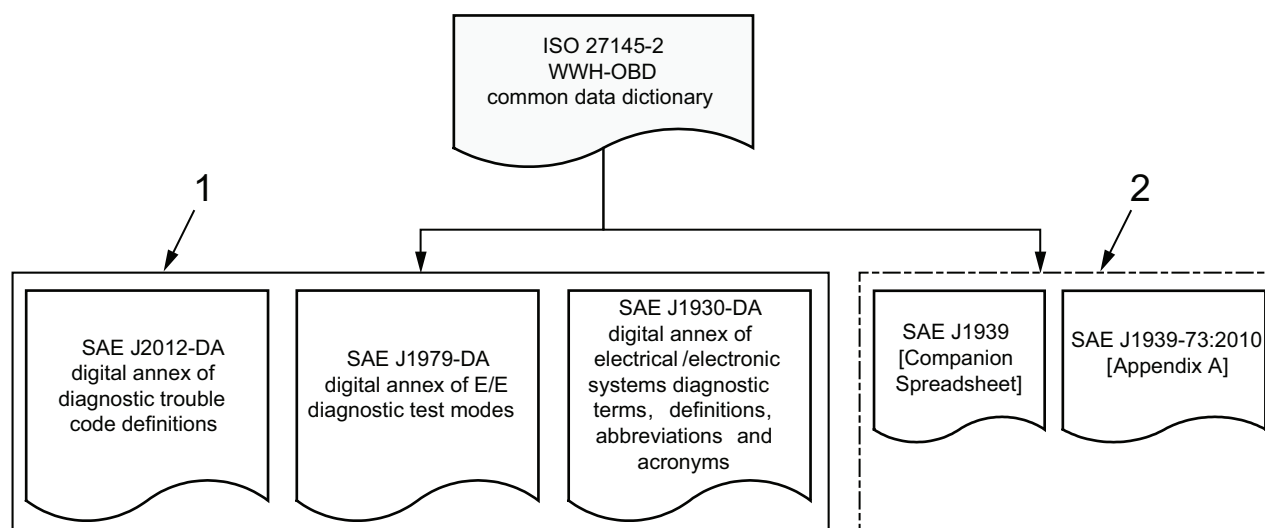 ISO 27145-2
WWH-OBD
common data dictionary
1
2
SAE J2012-DA
digital annex of
diagnostic trouble
code definitions
SAE J1979-DA
digital annex of E/E
diagnostic test modes
SAE J1930-DA
digital annex of
electrical/electronic
systems diagnostic
terms, definitions,
abbreviations and
acronyms
SAE J1939
[Companion
Spreadsheet]
SAE J1939-73:2010
[Appendix A]